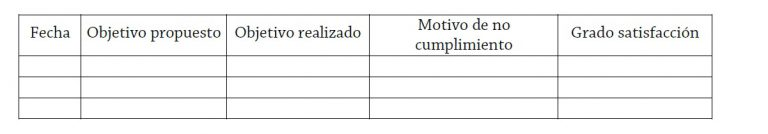 Fecha Objetivo propuesto Objetivo realizado Motivo de no cumplimiento Grado satisfacción